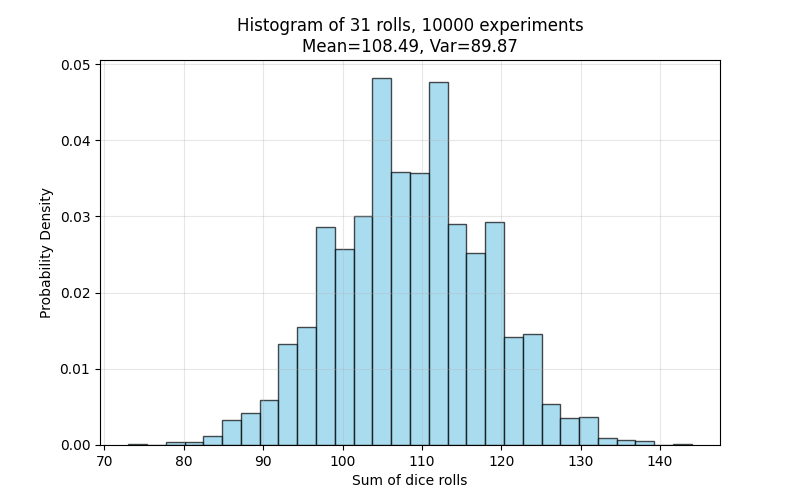 Histogram of 31 rolls, 10000 experiments
Mean=108.49, Var=89.87
0.05
0.04
0.03
0.02
0.01
0.00
Probability Density
70 80 90 100 110 120 130 140
Sum of dice rolls